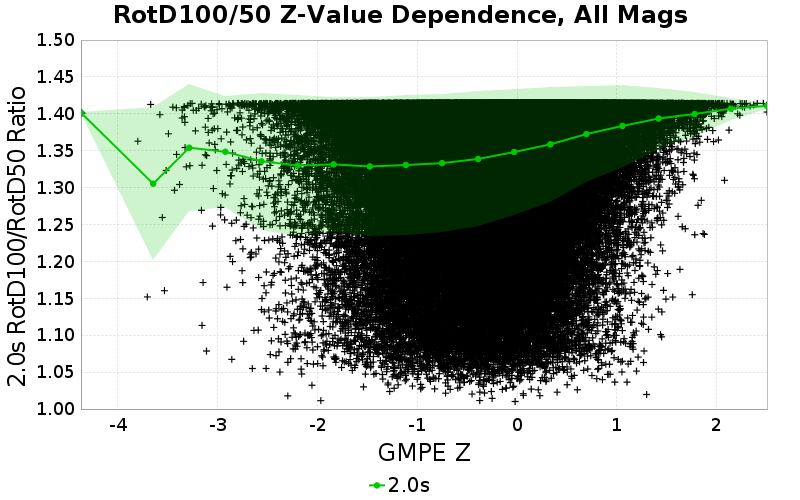 RotD100/50 Z-Value Dependence, All Mags
2.0s RotD100/RotD50 Ratio
1.50
1.45
1.40
1.35
1.30
1.25
1.20
1.15
1.10
1.05
1.00
-4 -3 -2 -1 0 1 2
GMPE Z
2.0s